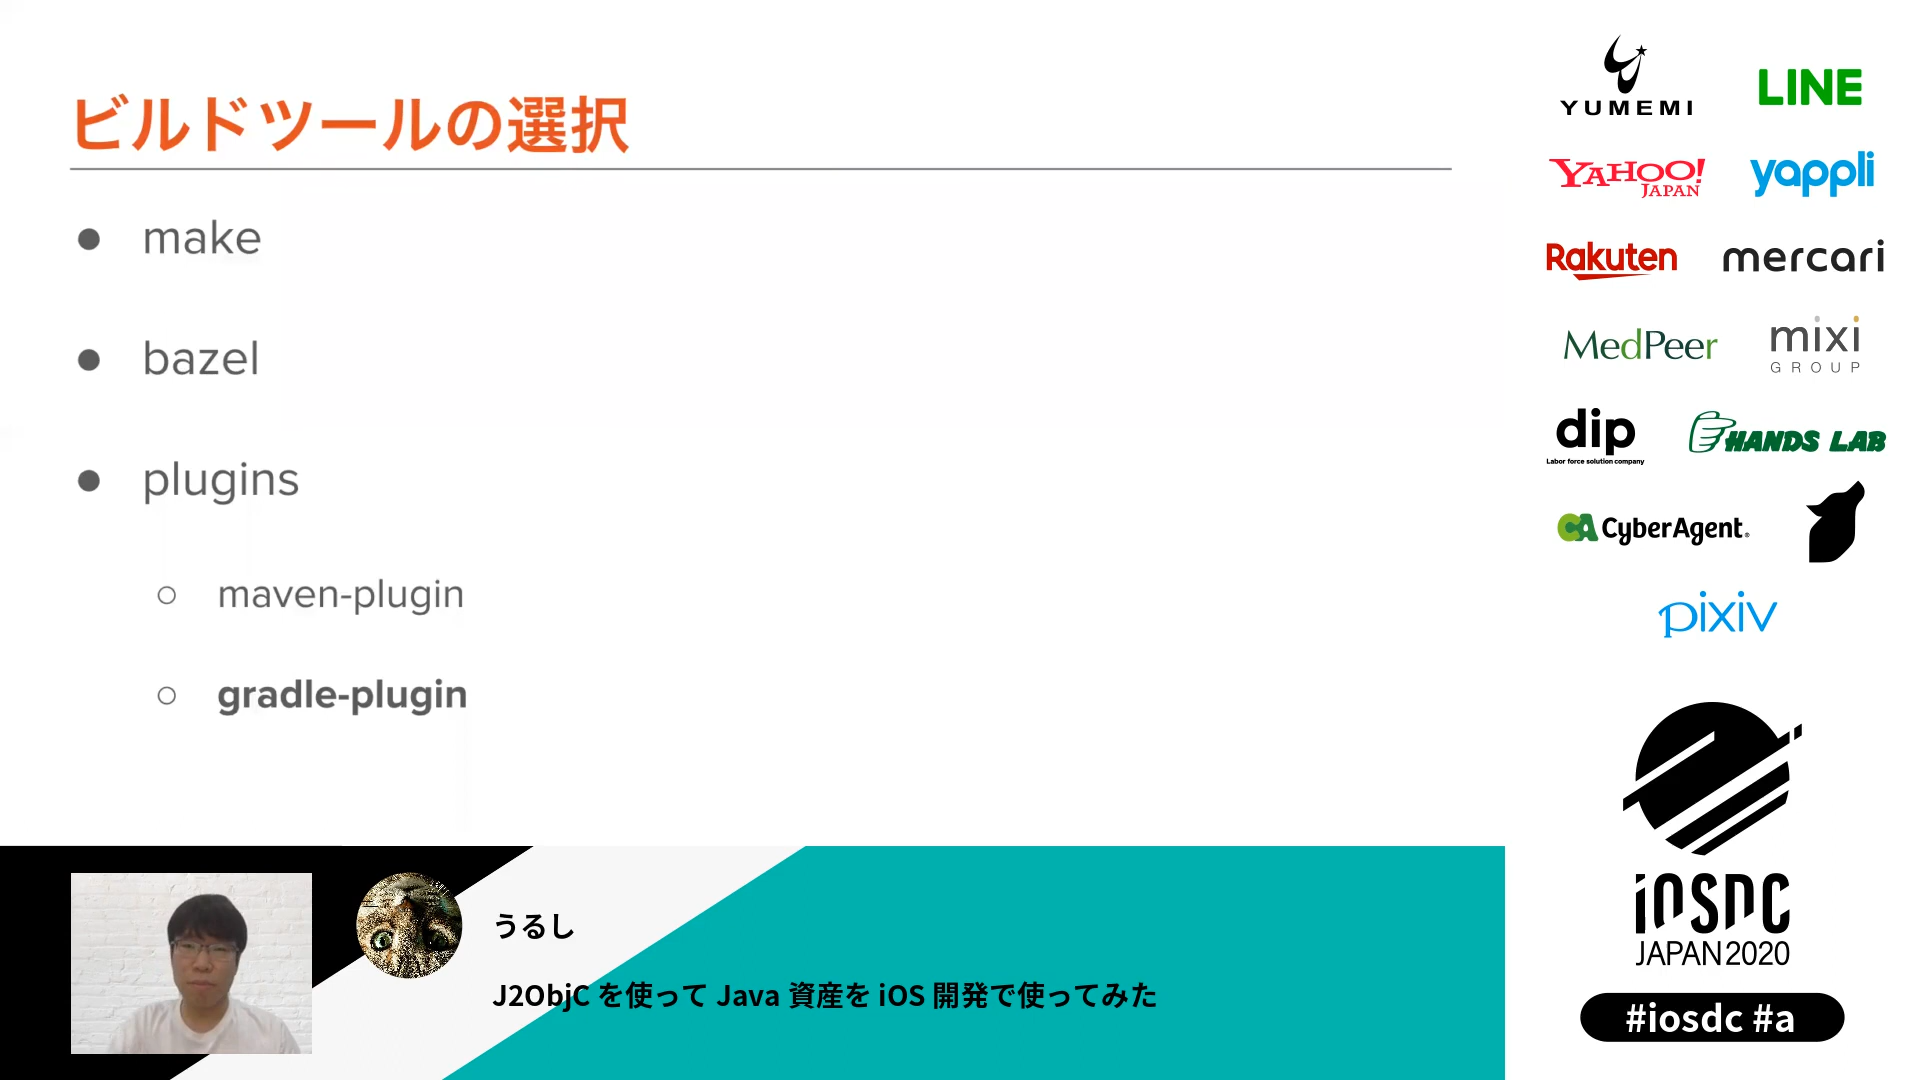 ビルドツールの選択
● make
● bazel
● plugins
○ maven-plugin
○ gradle-plugin
うるし
J2ObjC を使って Java 資産を iOS 開発で使ってみた
YUMEMI
LINE
YAHOO!
JAPAN
yappli
Rakuten
mercari
MedPeer
mixi
GROUP
dip
Labor force solution company
HANDS LAB
CA CyberAgent®
pixiv
iOSDC
JAPAN 2020
#iosdc #a